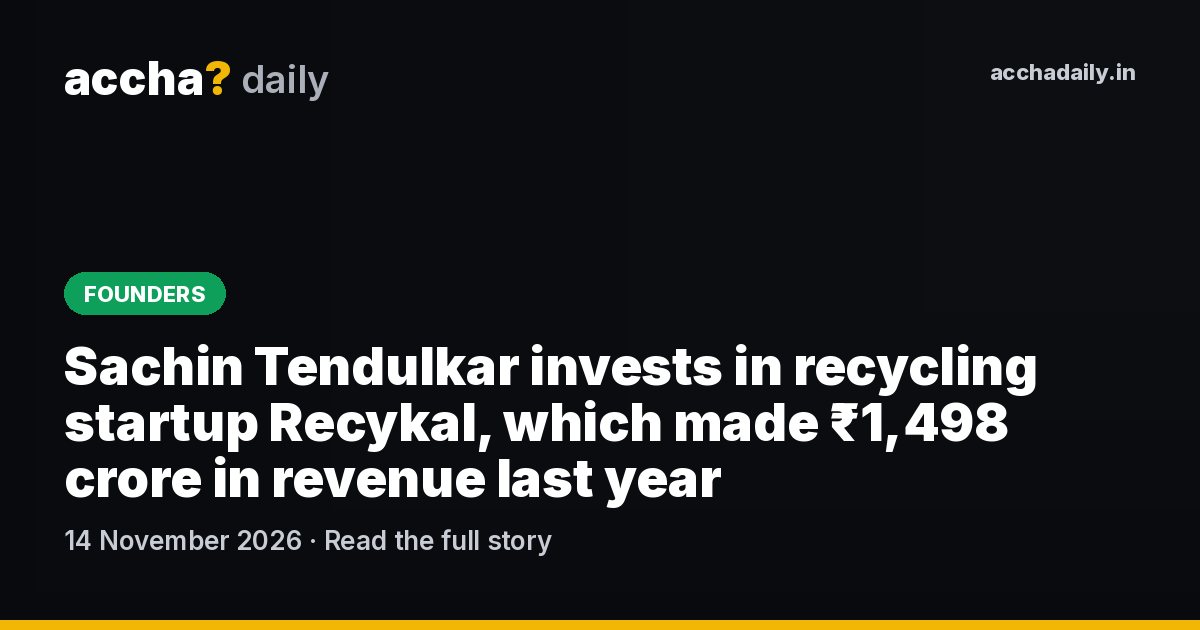 accha? daily
acchadaily.in
FOUNDERS
Sachin Tendulkar invests in recycling
startup Recykal, which made ₹1,498
crore in revenue last year
14 November 2026 · Read the full story